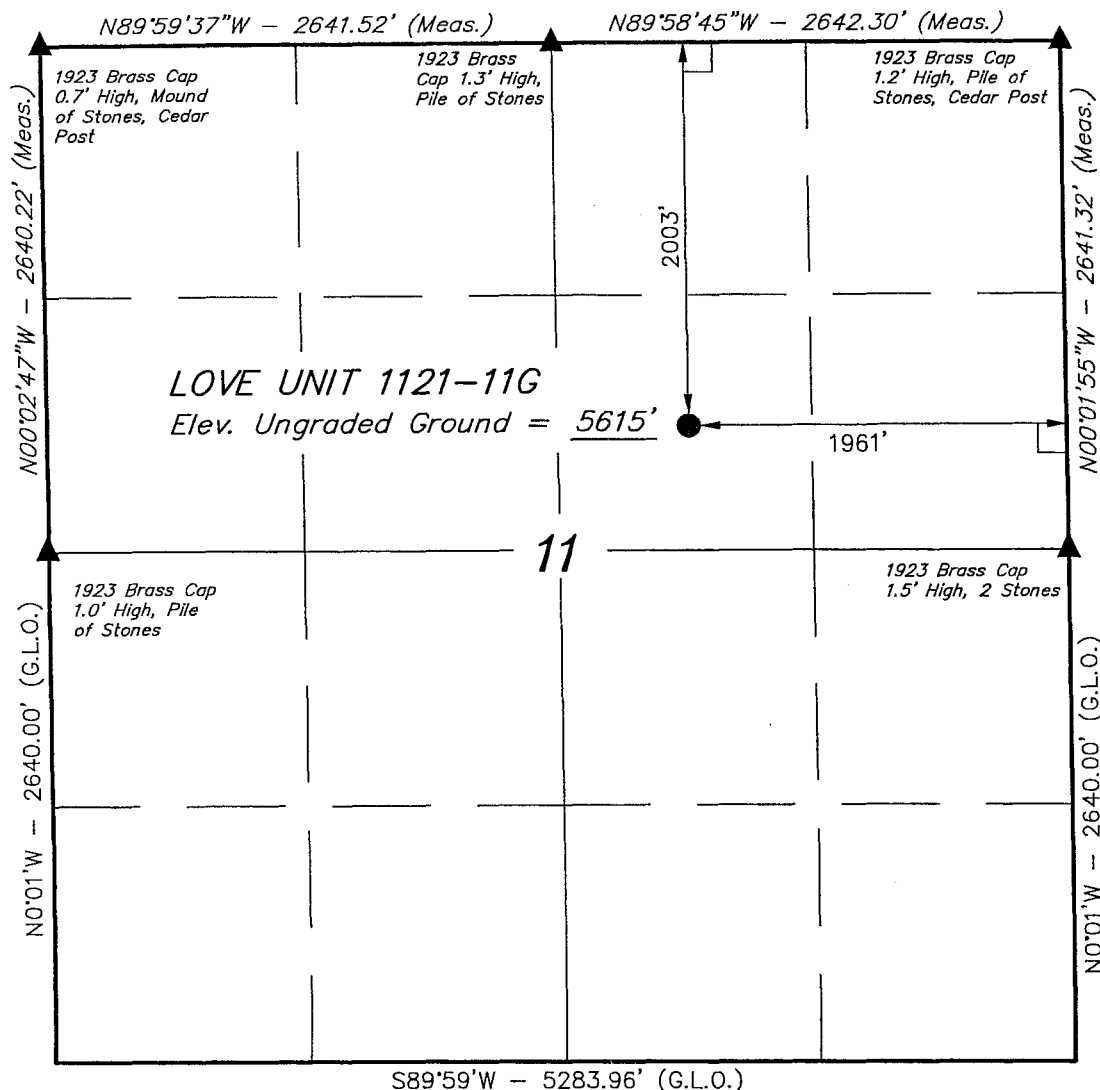 N89°59'37"W - 2641.52' (Meas.)
N89°58'45"W - 2642.30' (Meas.)
1923 Brass Cap
0.7' High, Mound
of Stones, Cedar
Post
1923 Brass
Cap 1.3' High,
Pile of Stones
1923 Brass Cap
1.2' High, Pile of
Stones, Cedar Post
N00°02'47"W - 2640.22' (Meas.)
2003'
N00°01'55"W - 2641.32' (Meas.)
LOVE UNIT 1121-11G
Elev. Ungraded Ground = 5615'
1961'
11
1923 Brass Cap
1.0' High, Pile
of Stones
1923 Brass Cap
1.5' High, 2 Stones
N0°01'W - 2640.00' (G.L.O.)
N0°01'W - 2640.00' (G.L.O.)
S89°59'W - 5283.96' (G.L.O.)